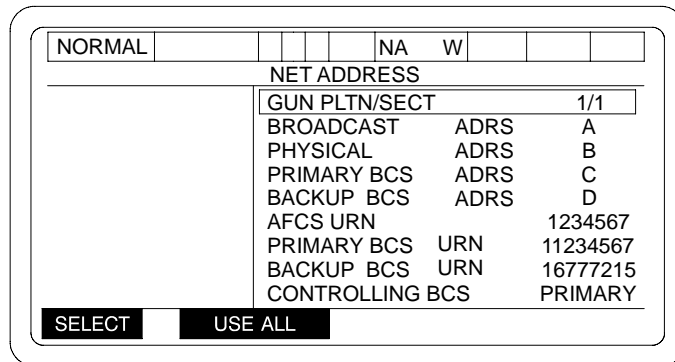 NORMAL NA W
NET ADDRESS
GUN PLTN/SECT 1/1
BROADCAST ADRS A
PHYSICAL ADRS B
PRIMARY BCS ADRS C
BACKUP BCS ADRS D
AFCS URN 1234567
PRIMARY BCS URN 11234567
BACKUP BCS URN 16777215
CONTROLLING BCS PRIMARY
SELECT USE ALL